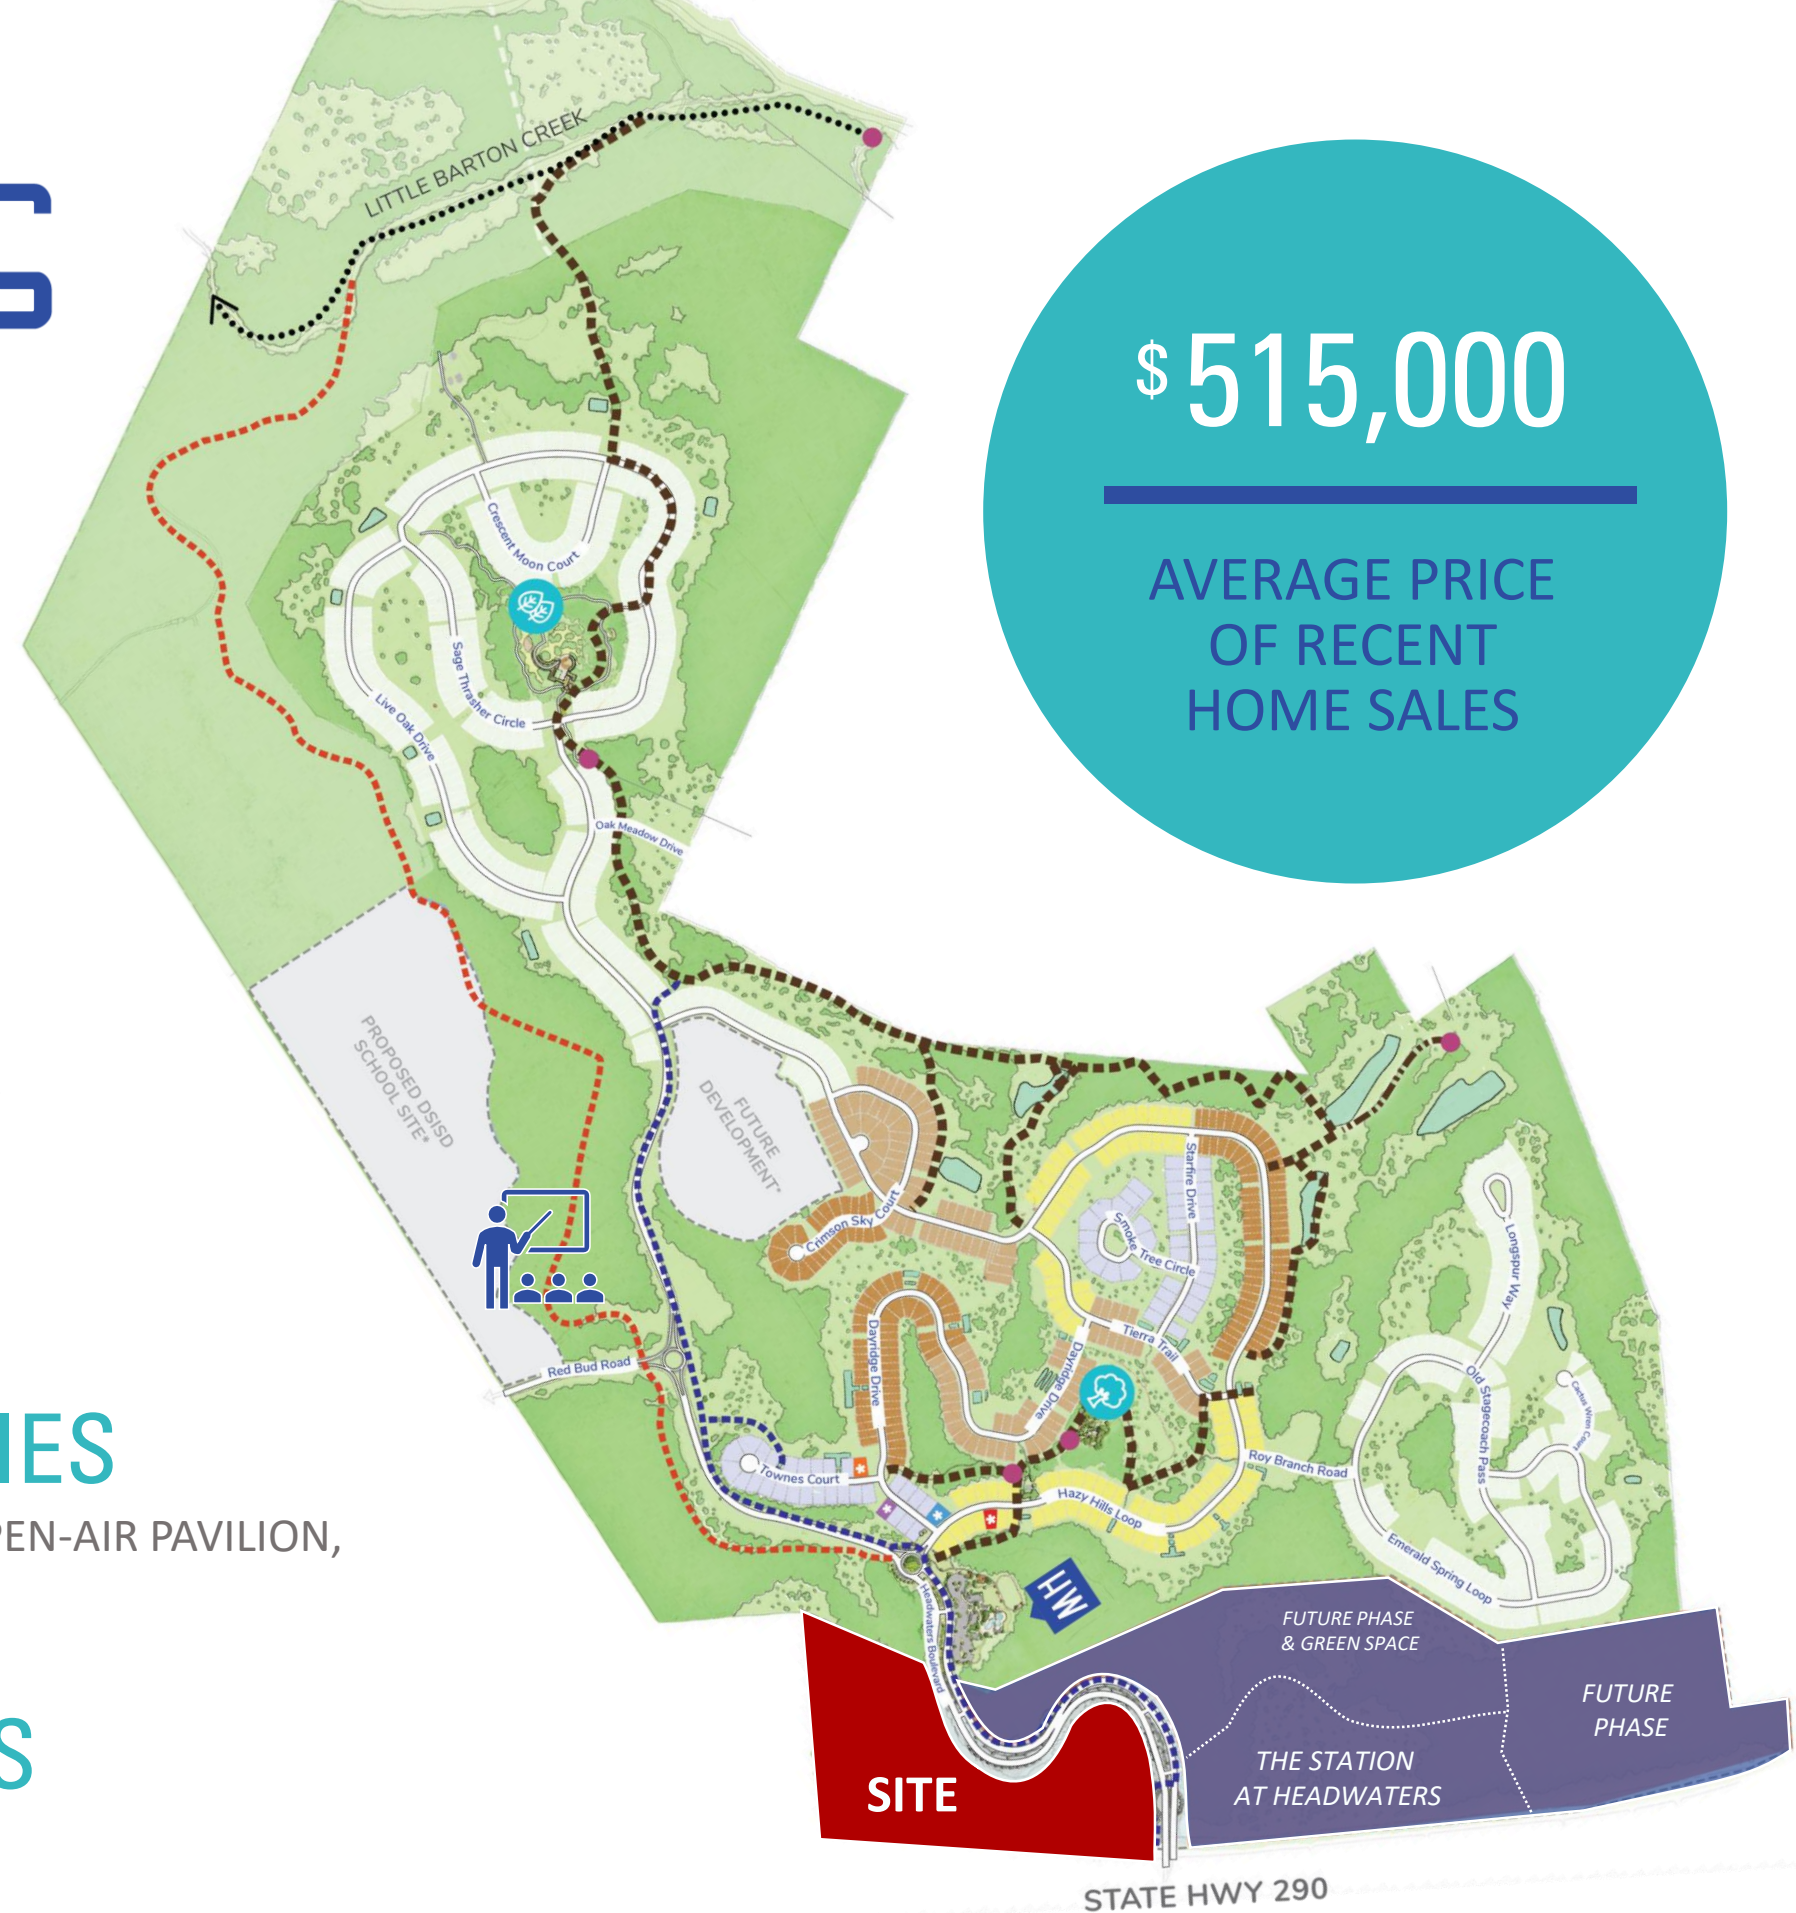 LITTLE BARTON CREEK
$515,000
AVERAGE PRICE
OF RECENT
HOME SALES
Crescent Moon Court
Sage Thrasher Circle
Live Oak Drive
Oak Meadow Drive
PROPOSED DSISD
SCHOOL SITE*
FUTURE
DEVELOPMENT*
Crimson Sky Court
Starfire Drive
Smoke Tree Circle
Tierra Trail
Dayridge Drive
Dayridge Drive
Longspur Way
Old Stagecoach Pass
Cactus Wren Court
Red Bud Road
Townes Court
Roy Branch Road
Hazy Hills Loop
Emerald Spring Loop
IES
PEN-AIR PAVILION,
HW
Headwaters Boulevard
FUTURE PHASE
& GREEN SPACE
FUTURE
PHASE
S
SITE
THE STATION
AT HEADWATERS
STATE HWY 290